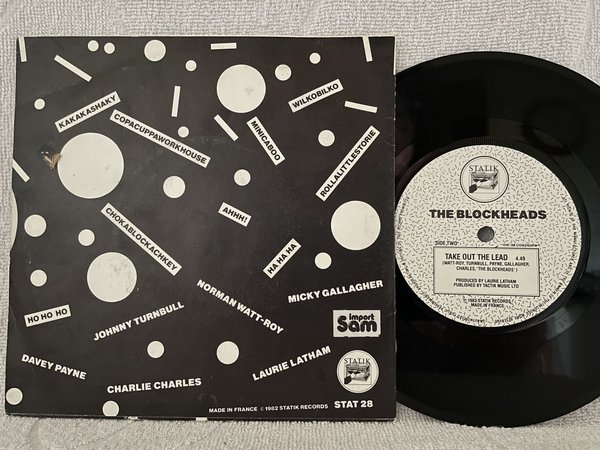 KAKAKASHAKY
COPACUPPAWORKHOUSE
MINICABOO
WILKOBILKO
ROLLALITTLESTORIE
CHOKABLOCKACHKEY
AHHH!
HA HA HA
HO HO HO
JOHNNY TURNBULL
NORMAN WATT-ROY
MICKY GALLAGHER
DAVEY PAYNE
CHARLIE CHARLES
LAURIE LATHAM
import
Sam
STATIK
MADE IN FRANCE © 1982 STATIK RECORDS
STAT 28
STATIK
THE BLOCKHEADS
SIDE TWO
TAKE OUT THE LEAD 4.49
(WATT-ROY, TURNBULL, PAYNE, GALLAGHER,
CHARLES, 'THE BLOCKHEADS')
PRODUCED BY LAURIE LATHAM
PUBLISHED BY TACTIK MUSIC LTD
℗ 1982 STATIK RECORDS
MADE IN FRANCE